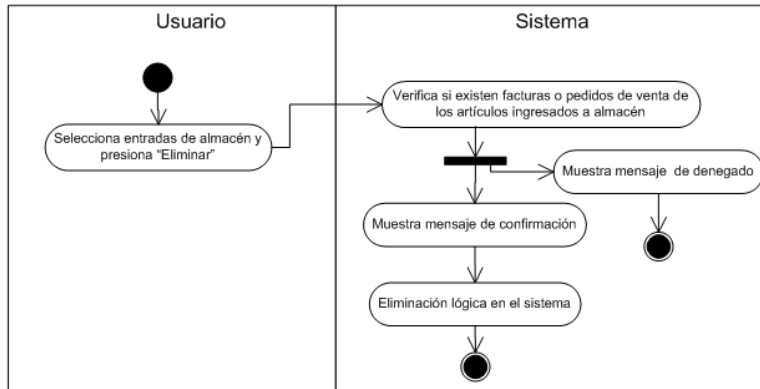 Usuario
Sistema
Selecciona entradas de almacén y
presiona “Eliminar”
Verifica si existen facturas o pedidos de venta de
los artículos ingresados a almacén
Muestra mensaje de denegado
Muestra mensaje de confirmación
Eliminación lógica en el sistema